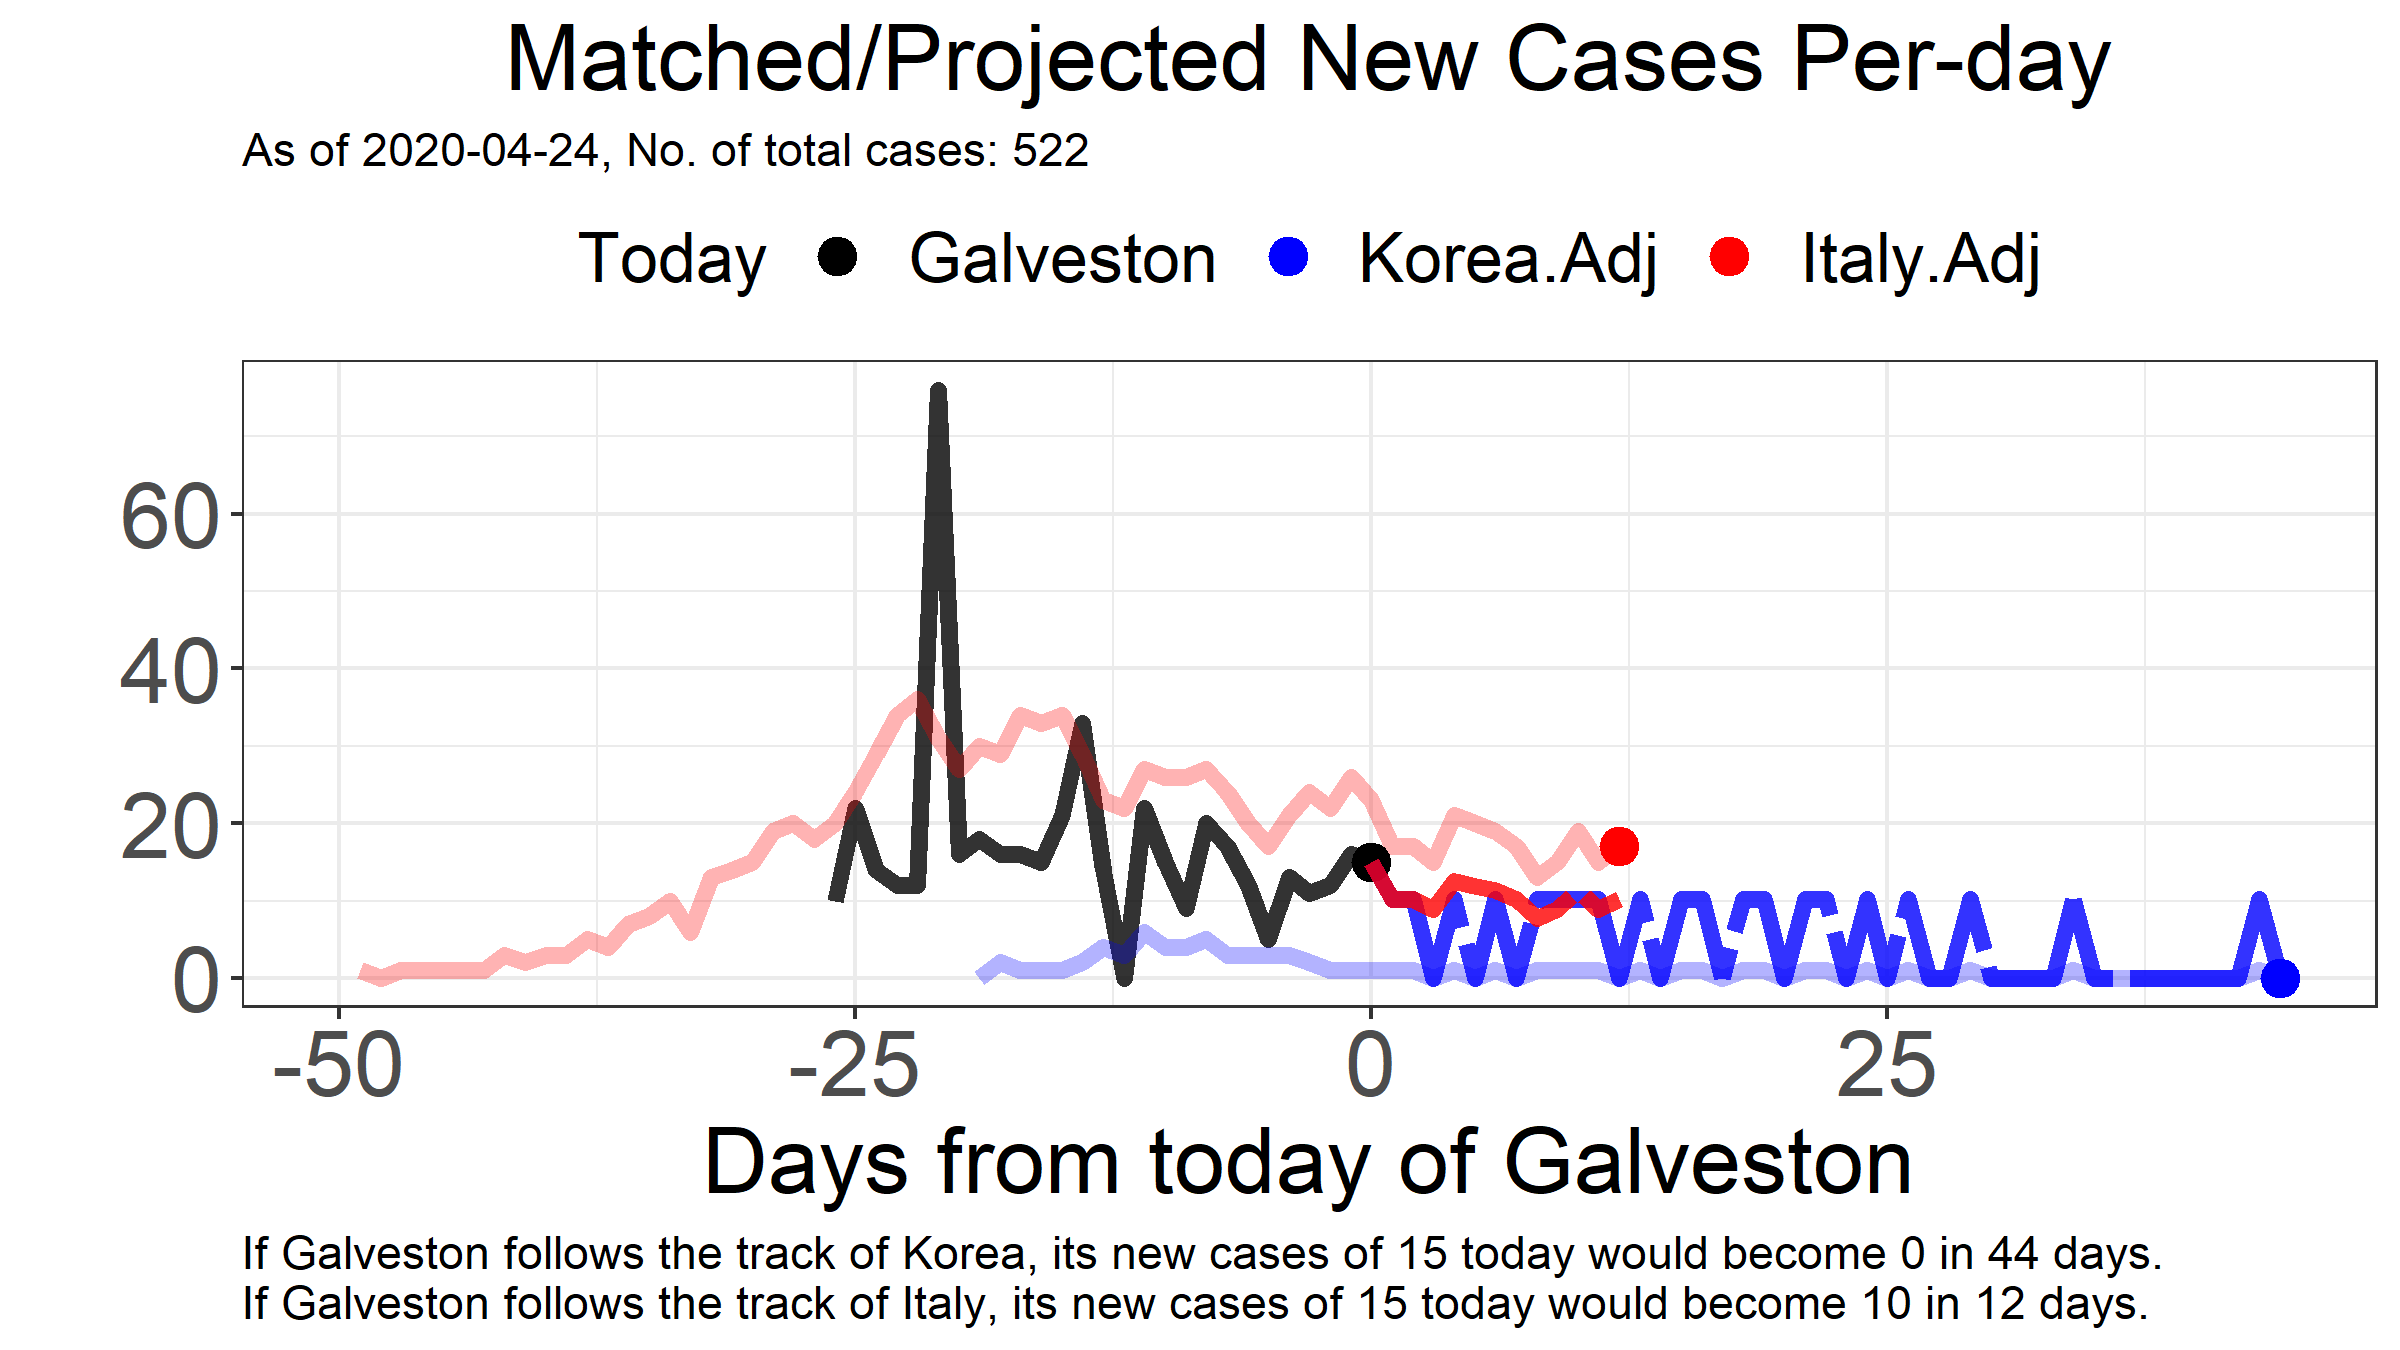 Matched/Projected New Cases Per-day
As of 2020-04-24, No. of total cases: 522
Today Galveston Korea.Adj Italy.Adj
60
40
20
0
-50 -25 0 25
Days from today of Galveston
If Galveston follows the track of Korea, its new cases of 15 today would become 0 in 44 days.
If Galveston follows the track of Italy, its new cases of 15 today would become 10 in 12 days.